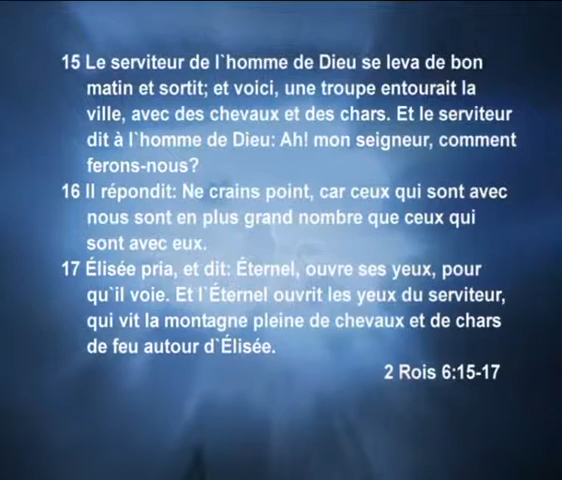 15 Le serviteur de l`homme de Dieu se leva de bon
matin et sortit; et voici, une troupe entourait la
ville, avec des chevaux et des chars. Et le serviteur
dit à l`homme de Dieu: Ah! mon seigneur, comment
ferons-nous?
16 Il répondit: Ne crains point, car ceux qui sont avec
nous sont en plus grand nombre que ceux qui
sont avec eux.
17 Élisée pria, et dit: Éternel, ouvre ses yeux, pour
qu`il voie. Et l`Éternel ouvrit les yeux du serviteur,
qui vit la montagne pleine de chevaux et de chars
de feu autour d`Élisée.
2 Rois 6:15-17